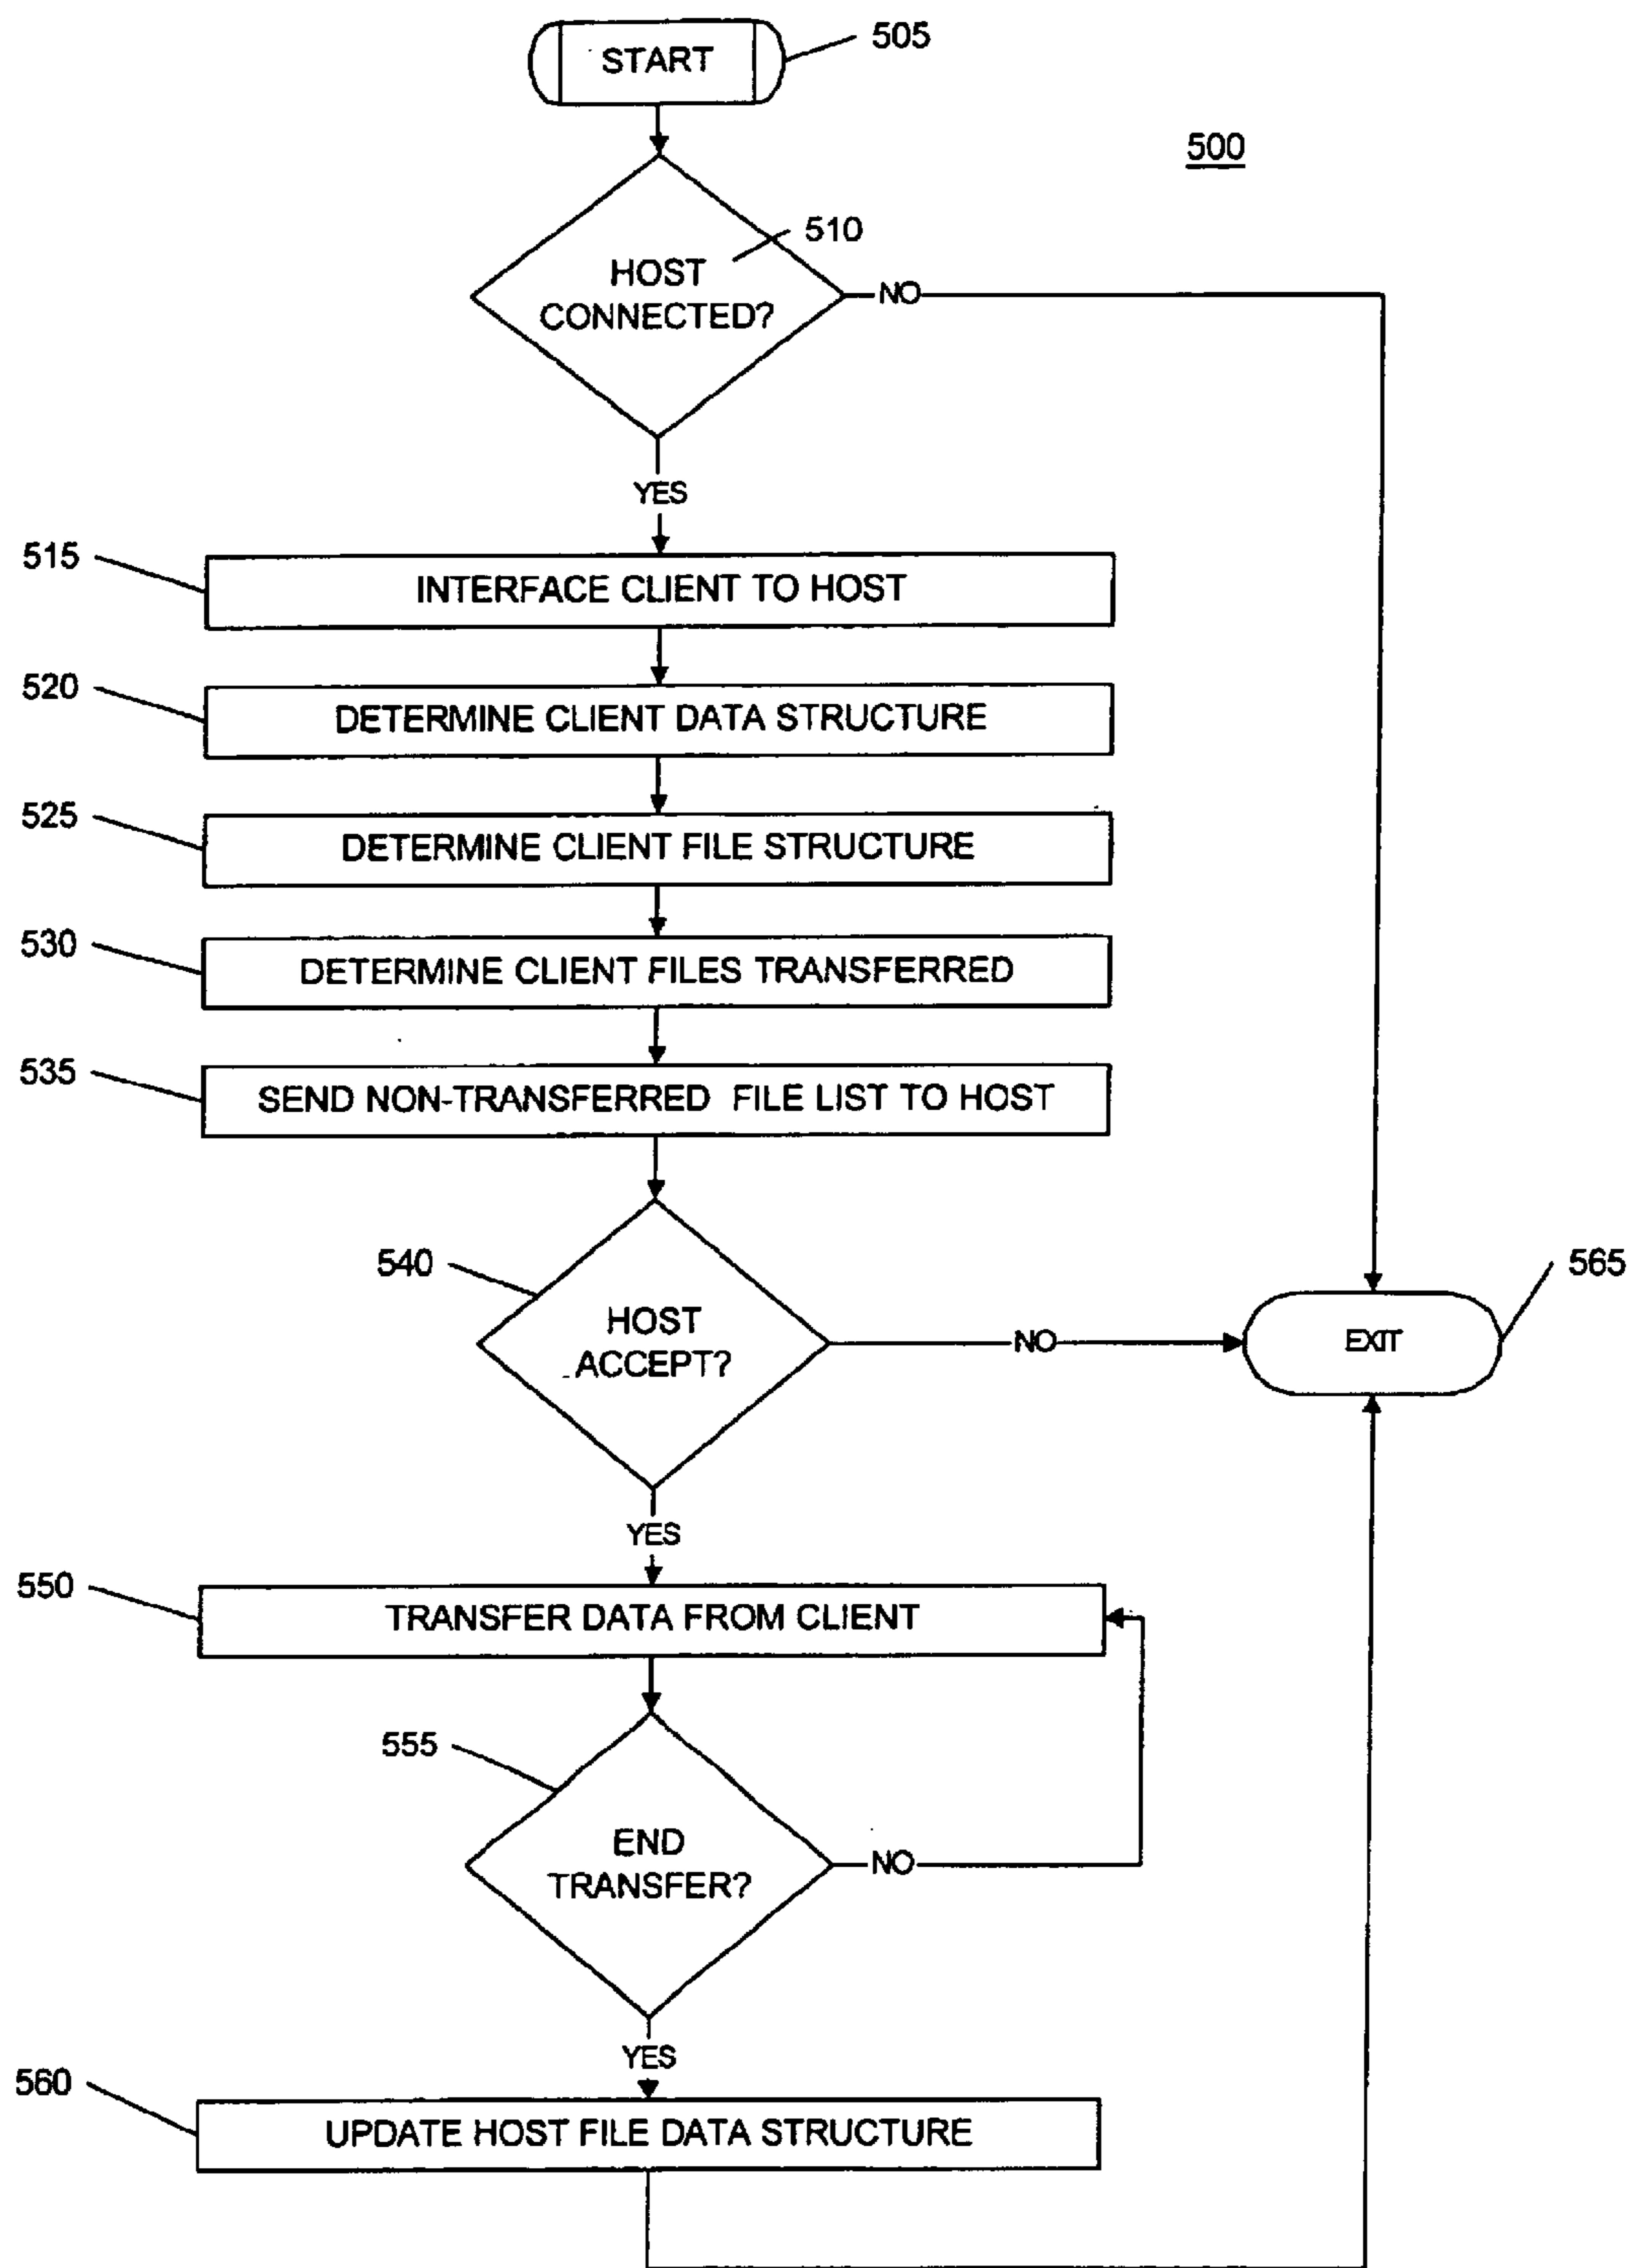 START
505
500
510
HOST
CONNECTED?
NO
YES
515
INTERFACE CLIENT TO HOST
520
DETERMINE CLIENT DATA STRUCTURE
525
DETERMINE CLIENT FILE STRUCTURE
530
DETERMINE CLIENT FILES TRANSFERRED
535
SEND NON-TRANSFERRED FILE LIST TO HOST
540
HOST
ACCEPT?
NO
EXIT
565
YES
550
TRANSFER DATA FROM CLIENT
555
END
TRANSFER?
NO
YES
560
UPDATE HOST FILE DATA STRUCTURE